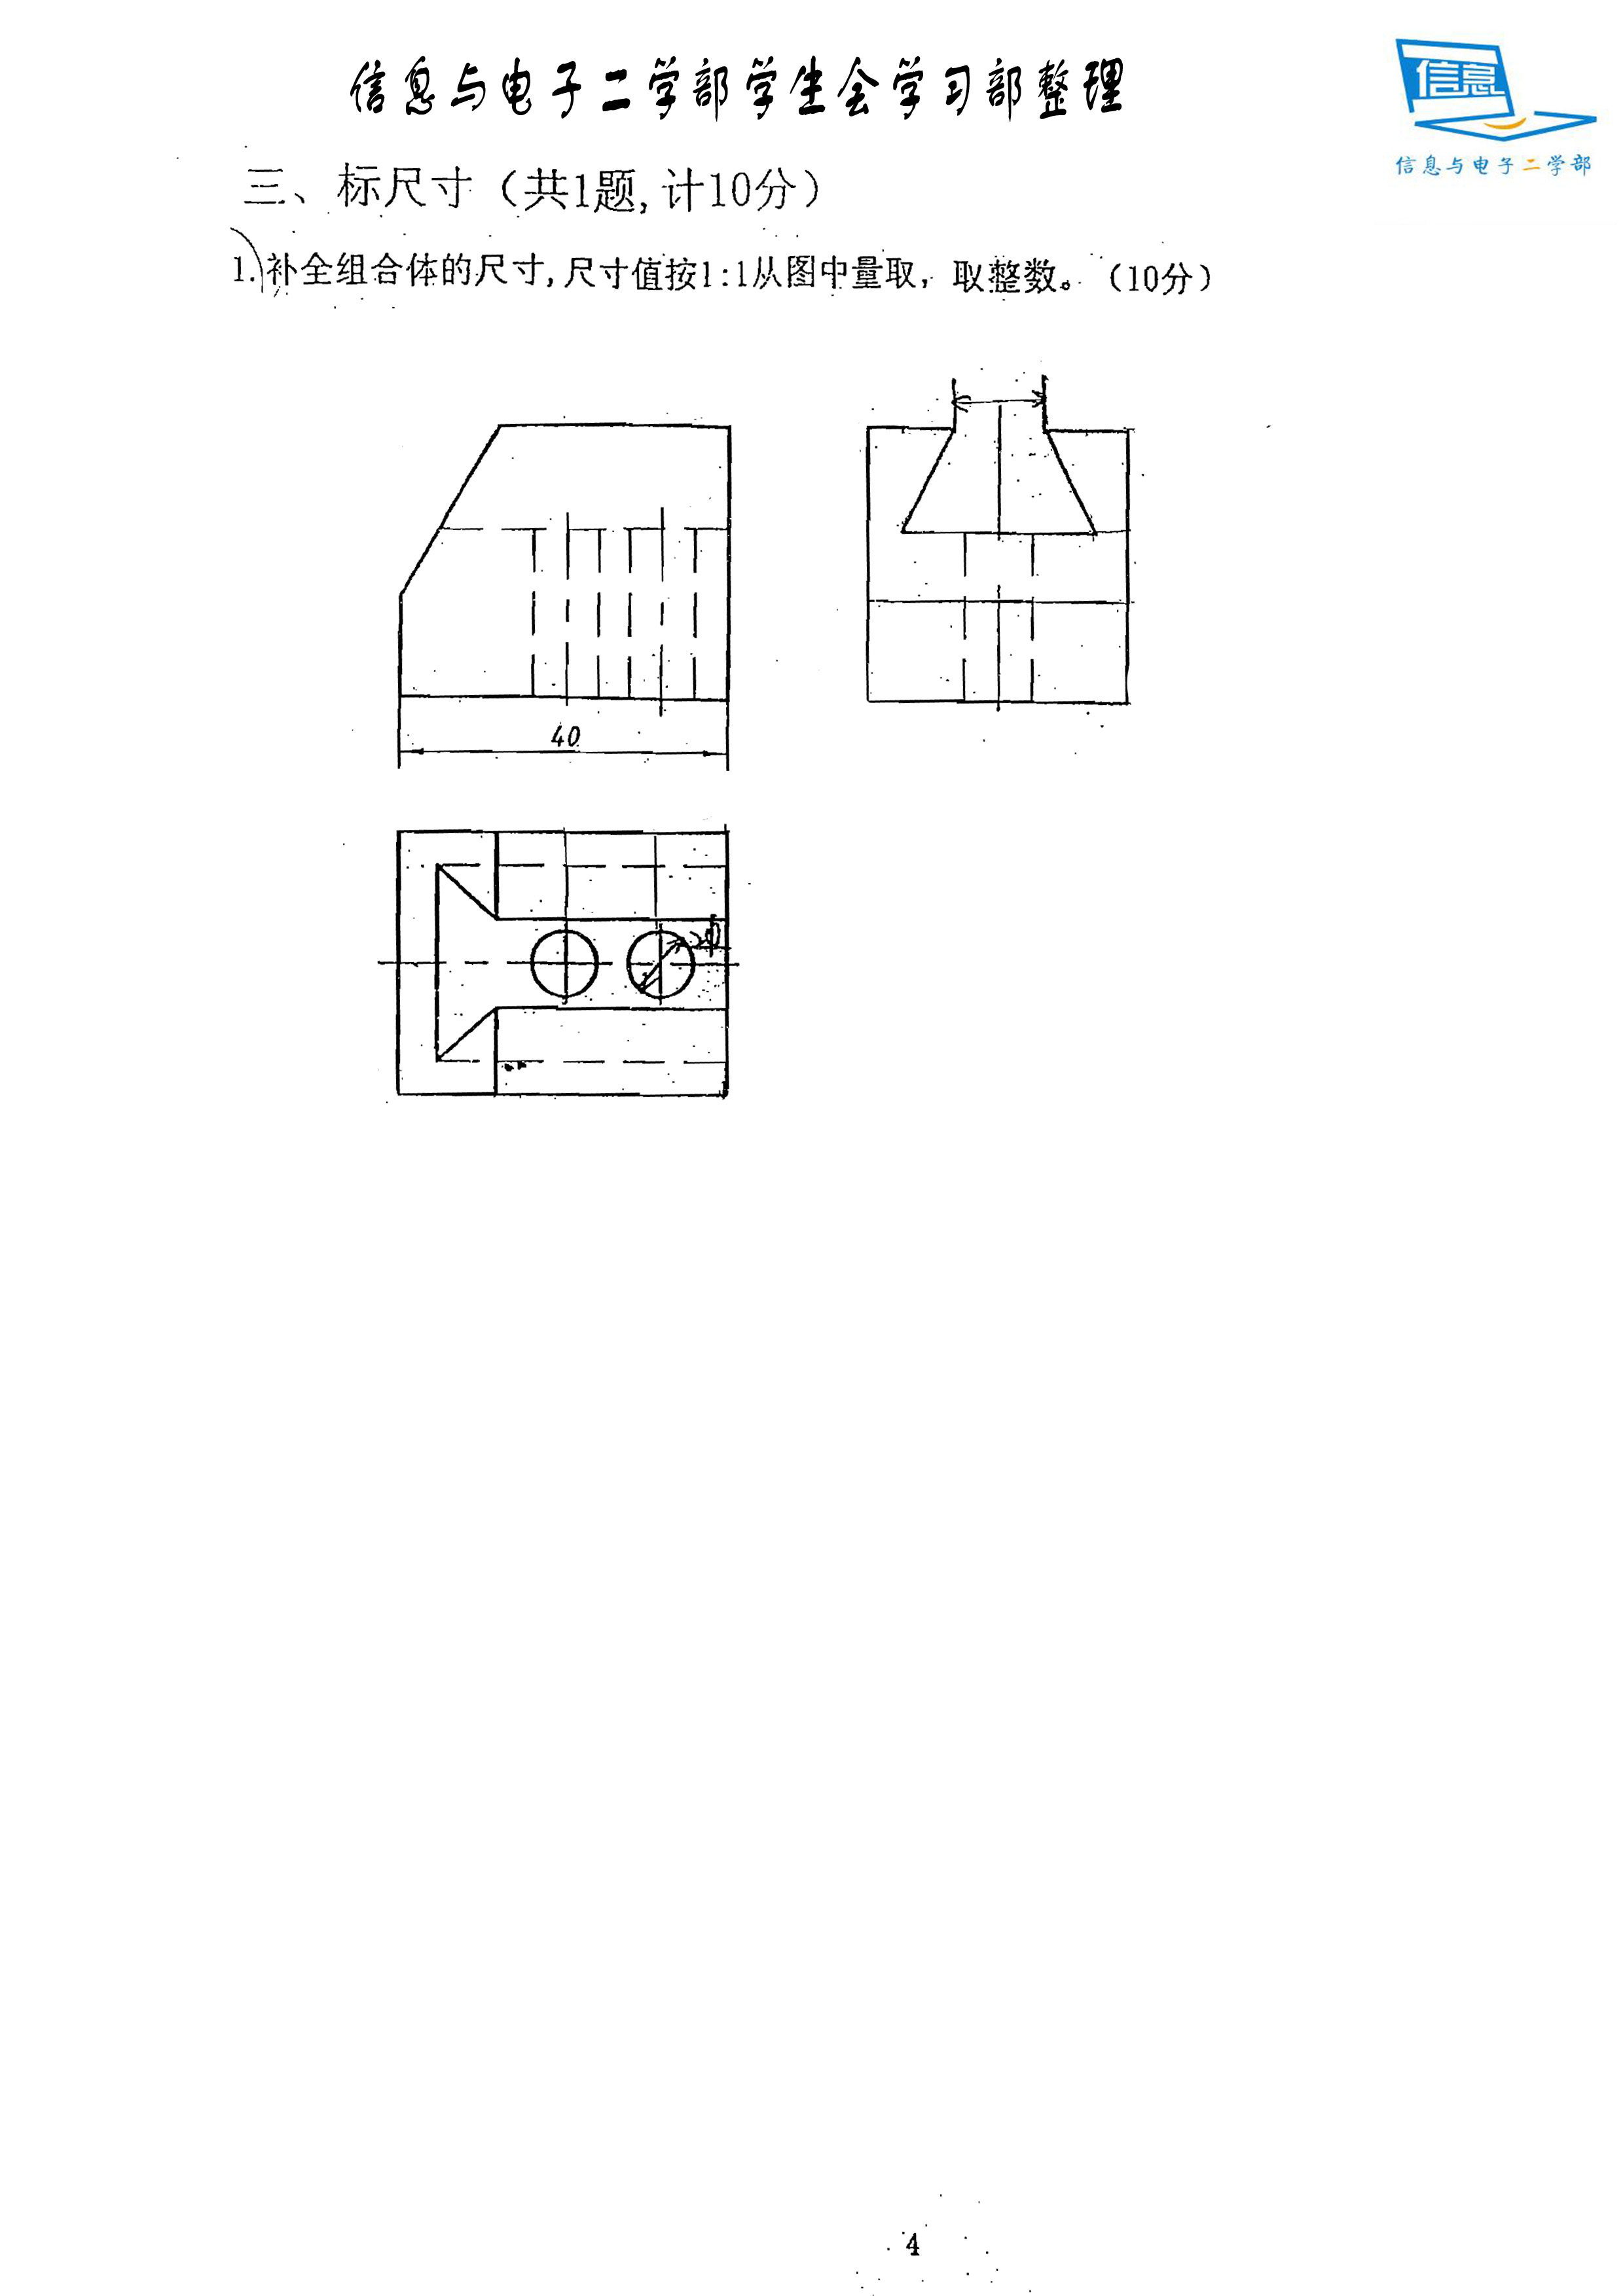 信息与电子二学部学生会学习部整理
信息
信息与电子二学部
三、标尺寸（共1题,计10分）
1.补全组合体的尺寸,尺寸值按1:1从图中量取，取整数。（10分）
40
4